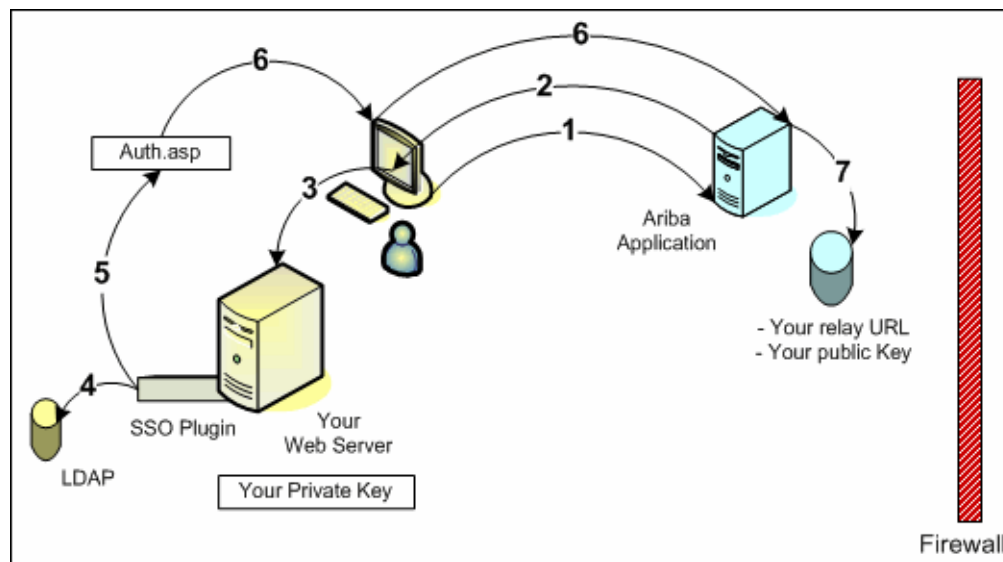 6
6
2
1
Auth.asp
3
7
Ariba
Application
5
- Your relay URL
- Your public Key
4
SSO Plugin
Your
Web Server
LDAP
Your Private Key
Firewall